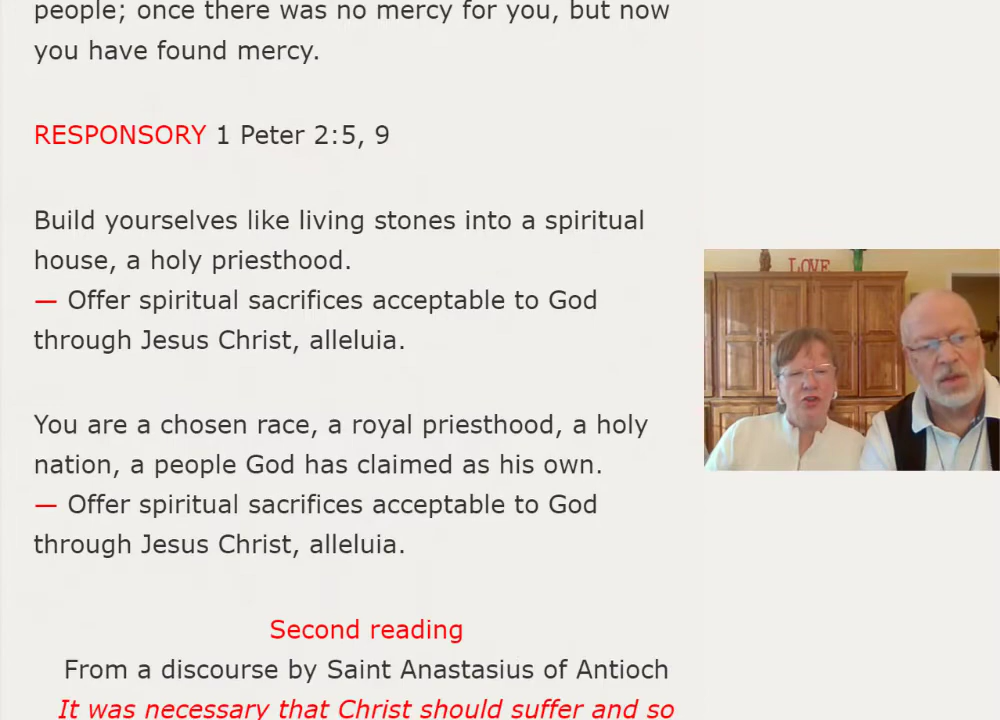 people; once there was no mercy for you, but now
you have found mercy.
RESPONSORY 1 Peter 2:5, 9
Build yourselves like living stones into a spiritual
house, a holy priesthood.
— Offer spiritual sacrifices acceptable to God
through Jesus Christ, alleluia.
You are a chosen race, a royal priesthood, a holy
nation, a people God has claimed as his own.
— Offer spiritual sacrifices acceptable to God
through Jesus Christ, alleluia.
Second reading
From a discourse by Saint Anastasius of Antioch
It was necessary that Christ should suffer and so
LOVE